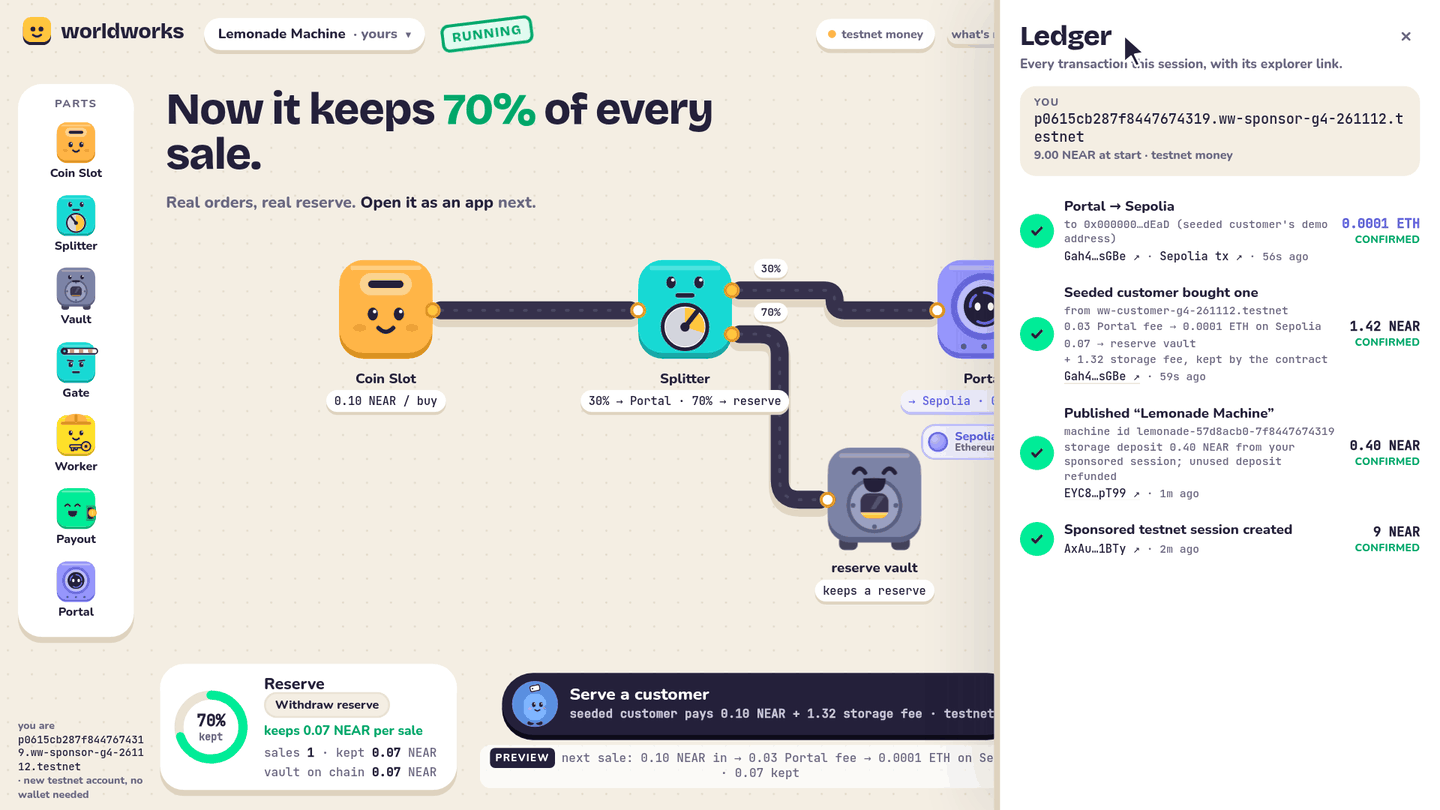 worldworks
Lemonade Machine · yours ▾
RUNNING
testnet money
what's
PARTS
Coin Slot
Splitter
Vault
Gate
Worker
Payout
Portal
Now it keeps 70% of every
sale.
Real orders, real reserve. Open it as an app next.
30%
70%
Coin Slot
0.10 NEAR / buy
Splitter
30% → Portal · 70% → reserve
→ Sepolia ·
reserve vault
keeps a reserve
you are
p0615cb287f844767431
9.ww-sponsor-g4-2611
12.testnet
· new testnet account, no
wallet needed
70%
kept
Reserve
Withdraw reserve
keeps 0.07 NEAR per sale
sales 1 · kept 0.07 NEAR
vault on chain 0.07 NEAR
Serve a customer
seeded customer pays 0.10 NEAR + 1.32 storage fee · testnet
PREVIEW next sale: 0.10 NEAR in → 0.03 Portal fee → 0.0001 ETH on Se
· 0.07 kept
Ledger
×
Every transaction this session, with its explorer link.
YOU
p0615cb287f8447674319.ww-sponsor-g4-261112.t
estnet
9.00 NEAR at start · testnet money
Portal → Sepolia
to 0x000000…dEaD (seeded customer's demo
address)
Gah4…sGBe ↗ · Sepolia tx ↗ · 56s ago
0.0001 ETH
CONFIRMED
Seeded customer bought one
from ww-customer-g4-261112.testnet
0.03 Portal fee → 0.0001 ETH on Sepolia
0.07 → reserve vault
+ 1.32 storage fee, kept by the contract
Gah4…sGBe ↗ · 59s ago
1.42 NEAR
CONFIRMED
Published “Lemonade Machine”
machine id lemonade-57d8acb0-7f8447674319
storage deposit 0.40 NEAR from your
sponsored session; unused deposit
refunded
EYC8…pT99 ↗ · 1m ago
0.40 NEAR
CONFIRMED
Sponsored testnet session created
AxAu…1BTy ↗ · 2m ago
9 NEAR
CONFIRMED